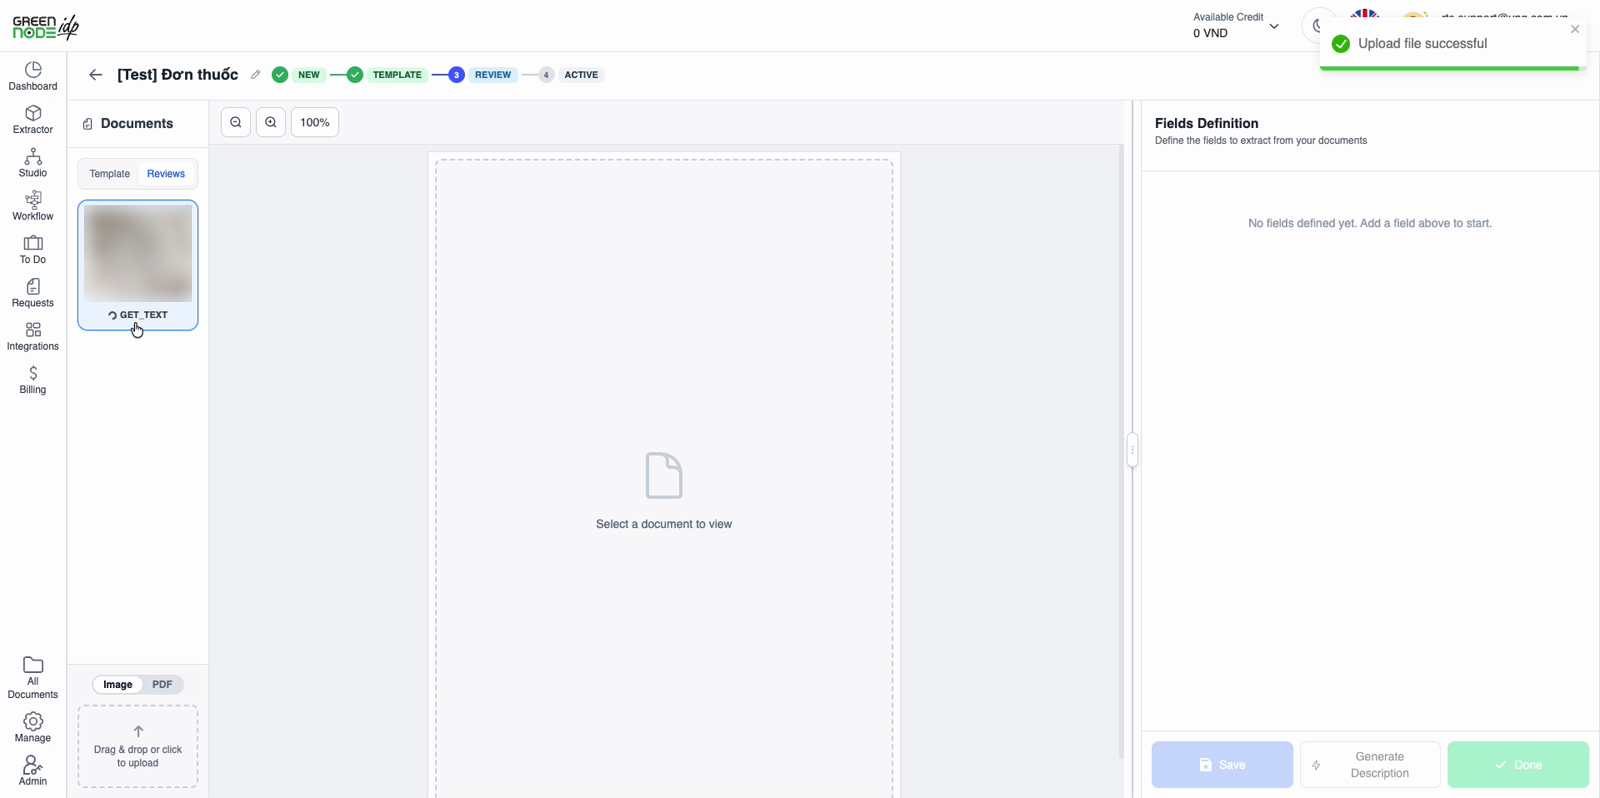 GREEN
NODE idp
Available Credit
0 VND
Upload file successful
[Test] Đơn thuốc
NEW
TEMPLATE
3
REVIEW
4
ACTIVE
Dashboard
Extractor
Studio
Workflow
To Do
Requests
Integrations
Billing
All
Documents
Manage
Admin
Documents
Template
Reviews
GET_TEXT
Image
PDF
Drag & drop or click
to upload
100%
Select a document to view
Fields Definition
Define the fields to extract from your documents
No fields defined yet. Add a field above to start.
Save
Generate
Description
Done